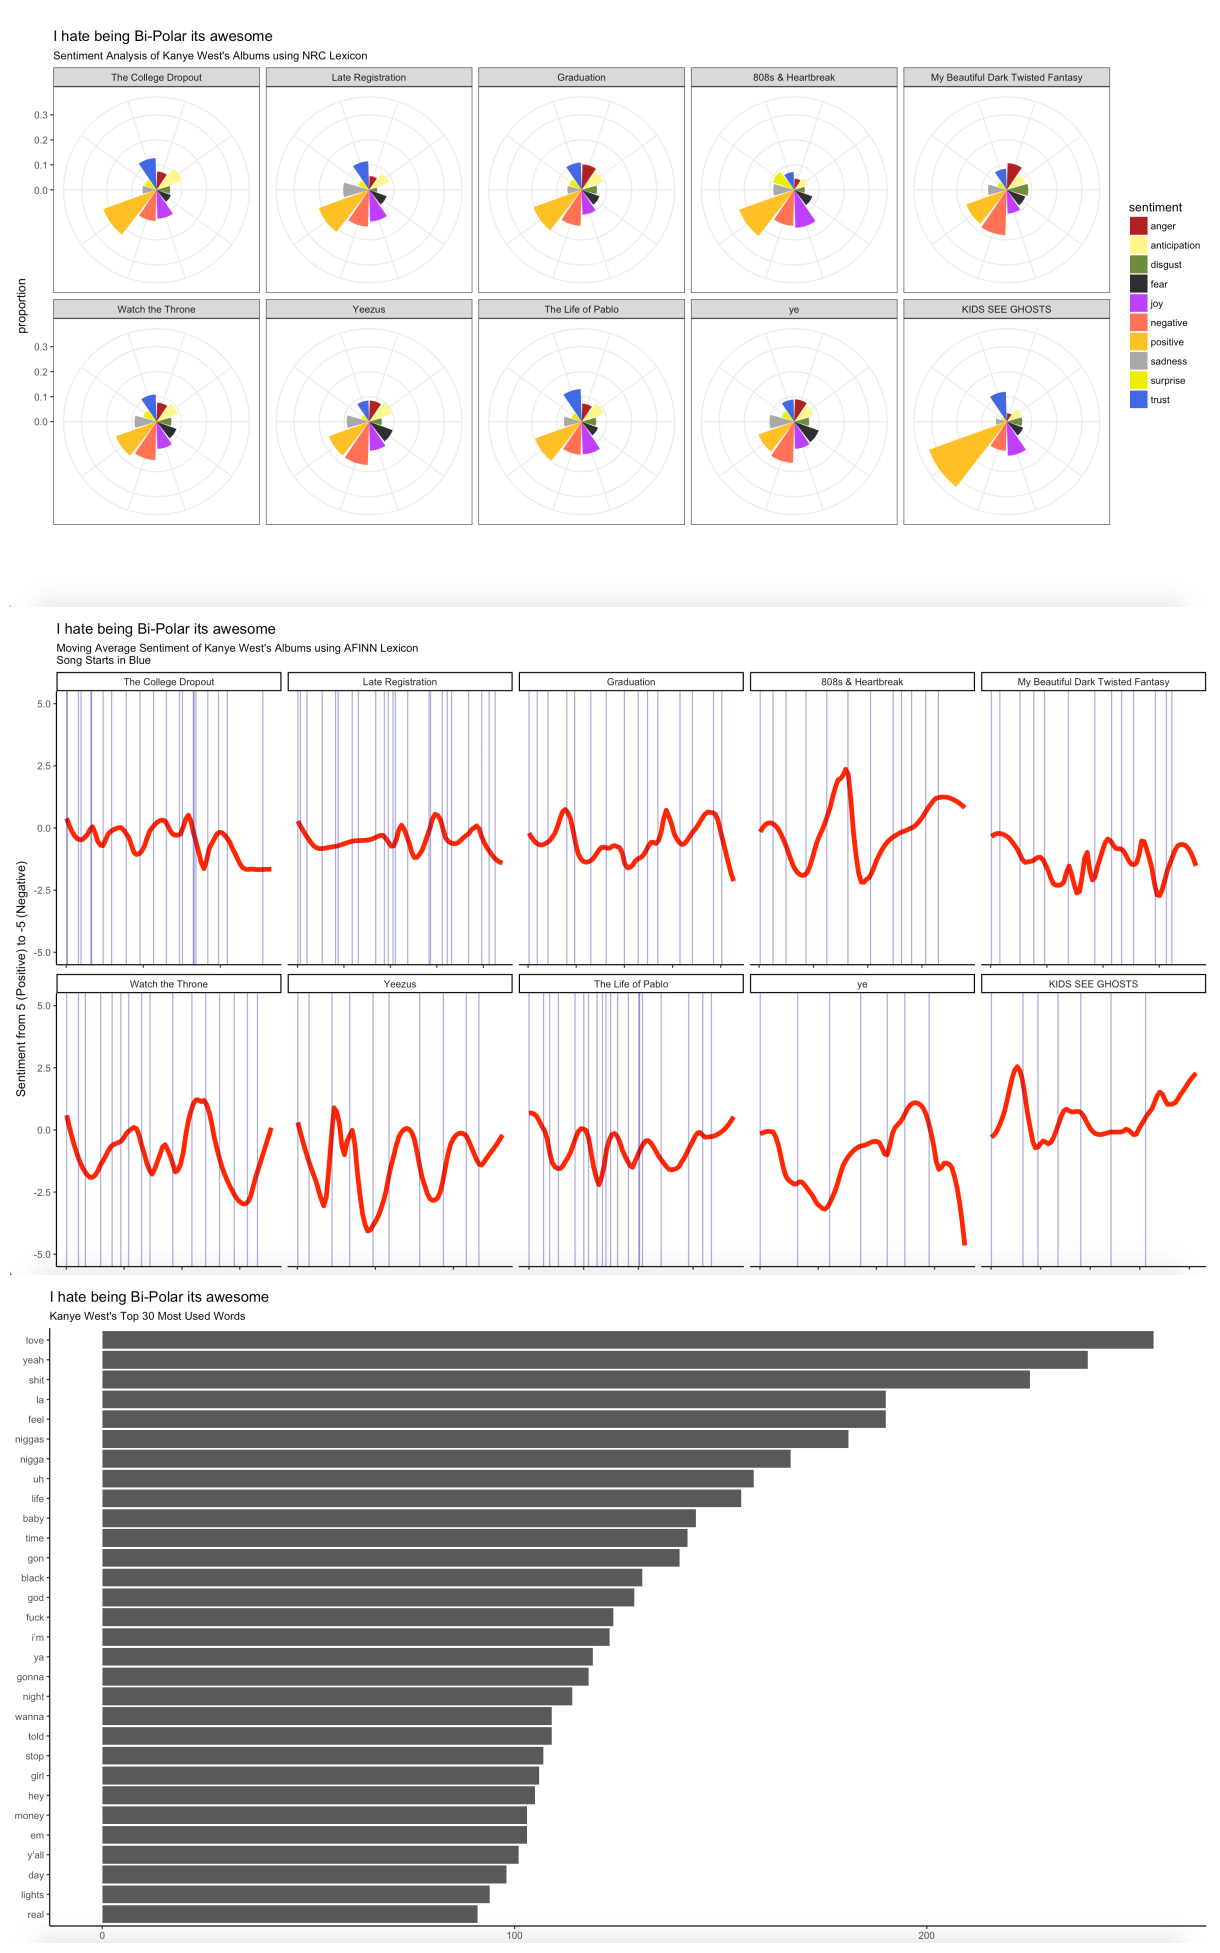 I hate being Bi-Polar its awesome
Sentiment Analysis of Kanye West's Albums using NRC Lexicon
The College Dropout
Late Registration
Graduation
808s & Heartbreak
My Beautiful Dark Twisted Fantasy
0.3
0.2
0.1
0.0
Watch the Throne
Yeezus
The Life of Pablo
ye
KIDS SEE GHOSTS
0.3
0.2
0.1
0.0
proportion
sentiment
anger
anticipation
disgust
fear
joy
negative
positive
sadness
surprise
trust
I hate being Bi-Polar its awesome
Moving Average Sentiment of Kanye West's Albums using AFINN Lexicon
Song Starts in Blue
The College Dropout
Late Registration
Graduation
808s & Heartbreak
My Beautiful Dark Twisted Fantasy
5.0
2.5
0.0
-2.5
-5.0
Watch the Throne
Yeezus
The Life of Pablo
ye
KIDS SEE GHOSTS
5.0
2.5
0.0
-2.5
-5.0
Sentiment from 5 (Positive) to -5 (Negative)
I hate being Bi-Polar its awesome
Kanye West's Top 30 Most Used Words
love
yeah
shit
la
feel
niggas
nigga
uh
life
baby
time
gon
black
god
fuck
i'm
ya
gonna
night
wanna
told
stop
girl
hey
money
em
y'all
day
lights
real
0
100
200